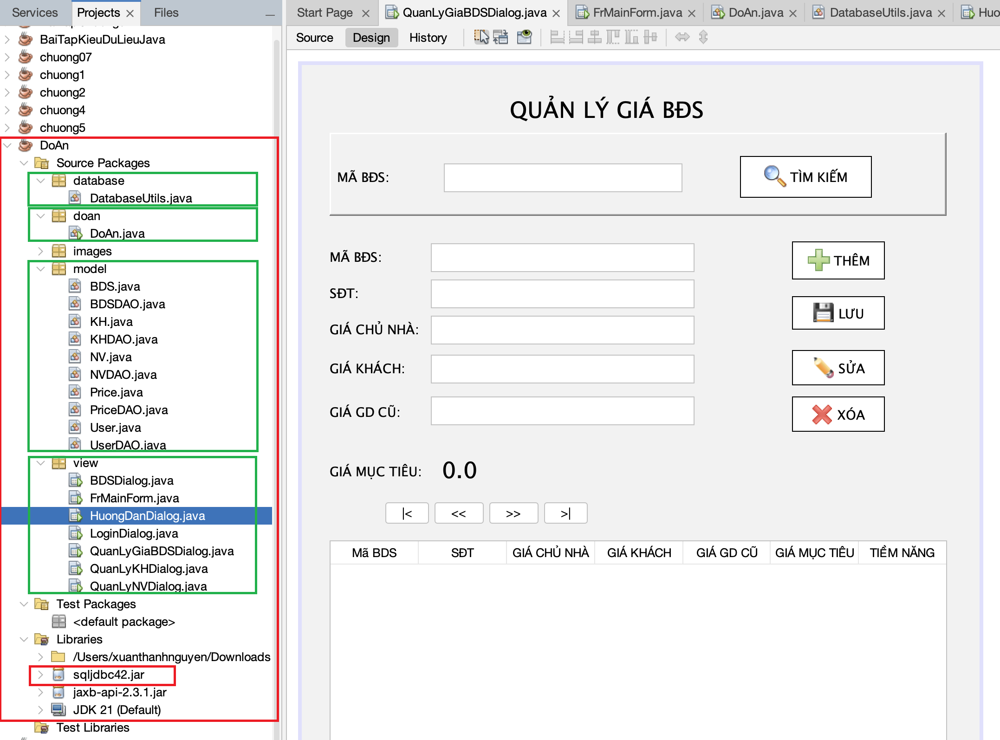 Services Projects Files
BaiTapKieuDuLieuJava
chuong07
chuong1
chuong2
chuong4
chuong5
DoAn
Source Packages
database
DatabaseUtils.java
doan
DoAn.java
images
model
BDS.java
BDSDAO.java
KH.java
KHDAO.java
NV.java
NVDAO.java
Price.java
PriceDAO.java
User.java
UserDAO.java
view
BDSDialog.java
FrMainForm.java
HuongDanDialog.java
LoginDialog.java
QuanLyGiaBDSDialog.java
QuanLyKHDialog.java
QuanLyNVDialog.java
Test Packages
<default package>
Libraries
/Users/xuanthanhnguyen/Downloads
sqljdbc42.jar
jaxb-api-2.3.1.jar
JDK 21 (Default)
Test Libraries
Start Page QuanLyGiaBDSDialog.java FrMainForm.java DoAn.java DatabaseUtils.java Huo
Source Design History
QUẢN LÝ GIÁ BĐS
MÃ BĐS: TÌM KIẾM
MÃ BĐS: THÊM
SĐT:
LƯU
GIÁ CHỦ NHÀ:
GIÁ KHÁCH: SỬA
GIÁ GD CŨ: XÓA
GIÁ MỤC TIÊU: 0.0
|< << >> >|
Mã BDS SĐT GIÁ CHỦ NHÀ GIÁ KHÁCH GIÁ GD CŨ GIÁ MỤC TIÊU TIỀM NĂNG